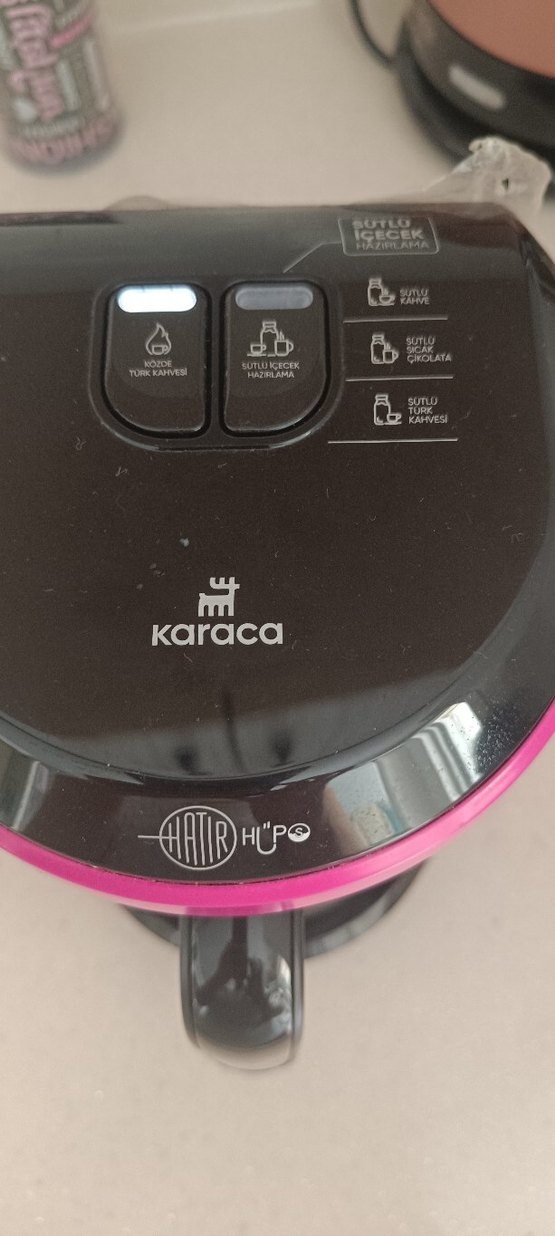 SÜTLÜ
İÇECEK
HAZIRLAMA
SÜTLÜ
KAHVE
KÖZDE
TÜRK KAHVESİ
SÜTLÜ İÇECEK
HAZIRLAMA
SÜTLÜ
SICAK
ÇİKOLATA
SÜTLÜ
TÜRK
KAHVESİ
karaca
HATIR HÜPS